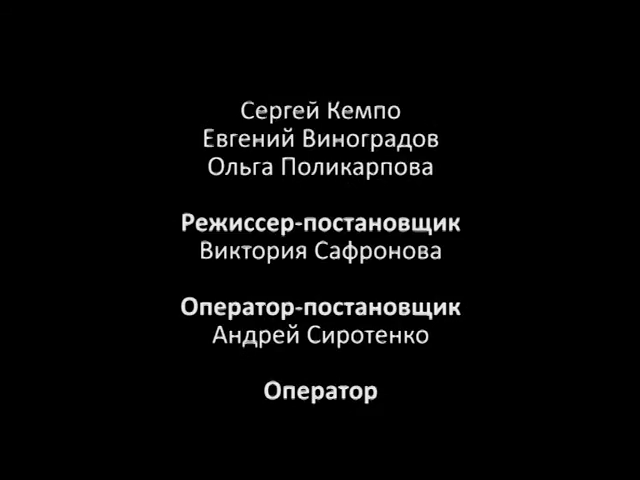 Сергей Кемпо
Евгений Виноградов
Ольга Поликарпова
Режиссер-постановщик
Виктория Сафронова
Оператор-постановщик
Андрей Сиротенко
Оператор